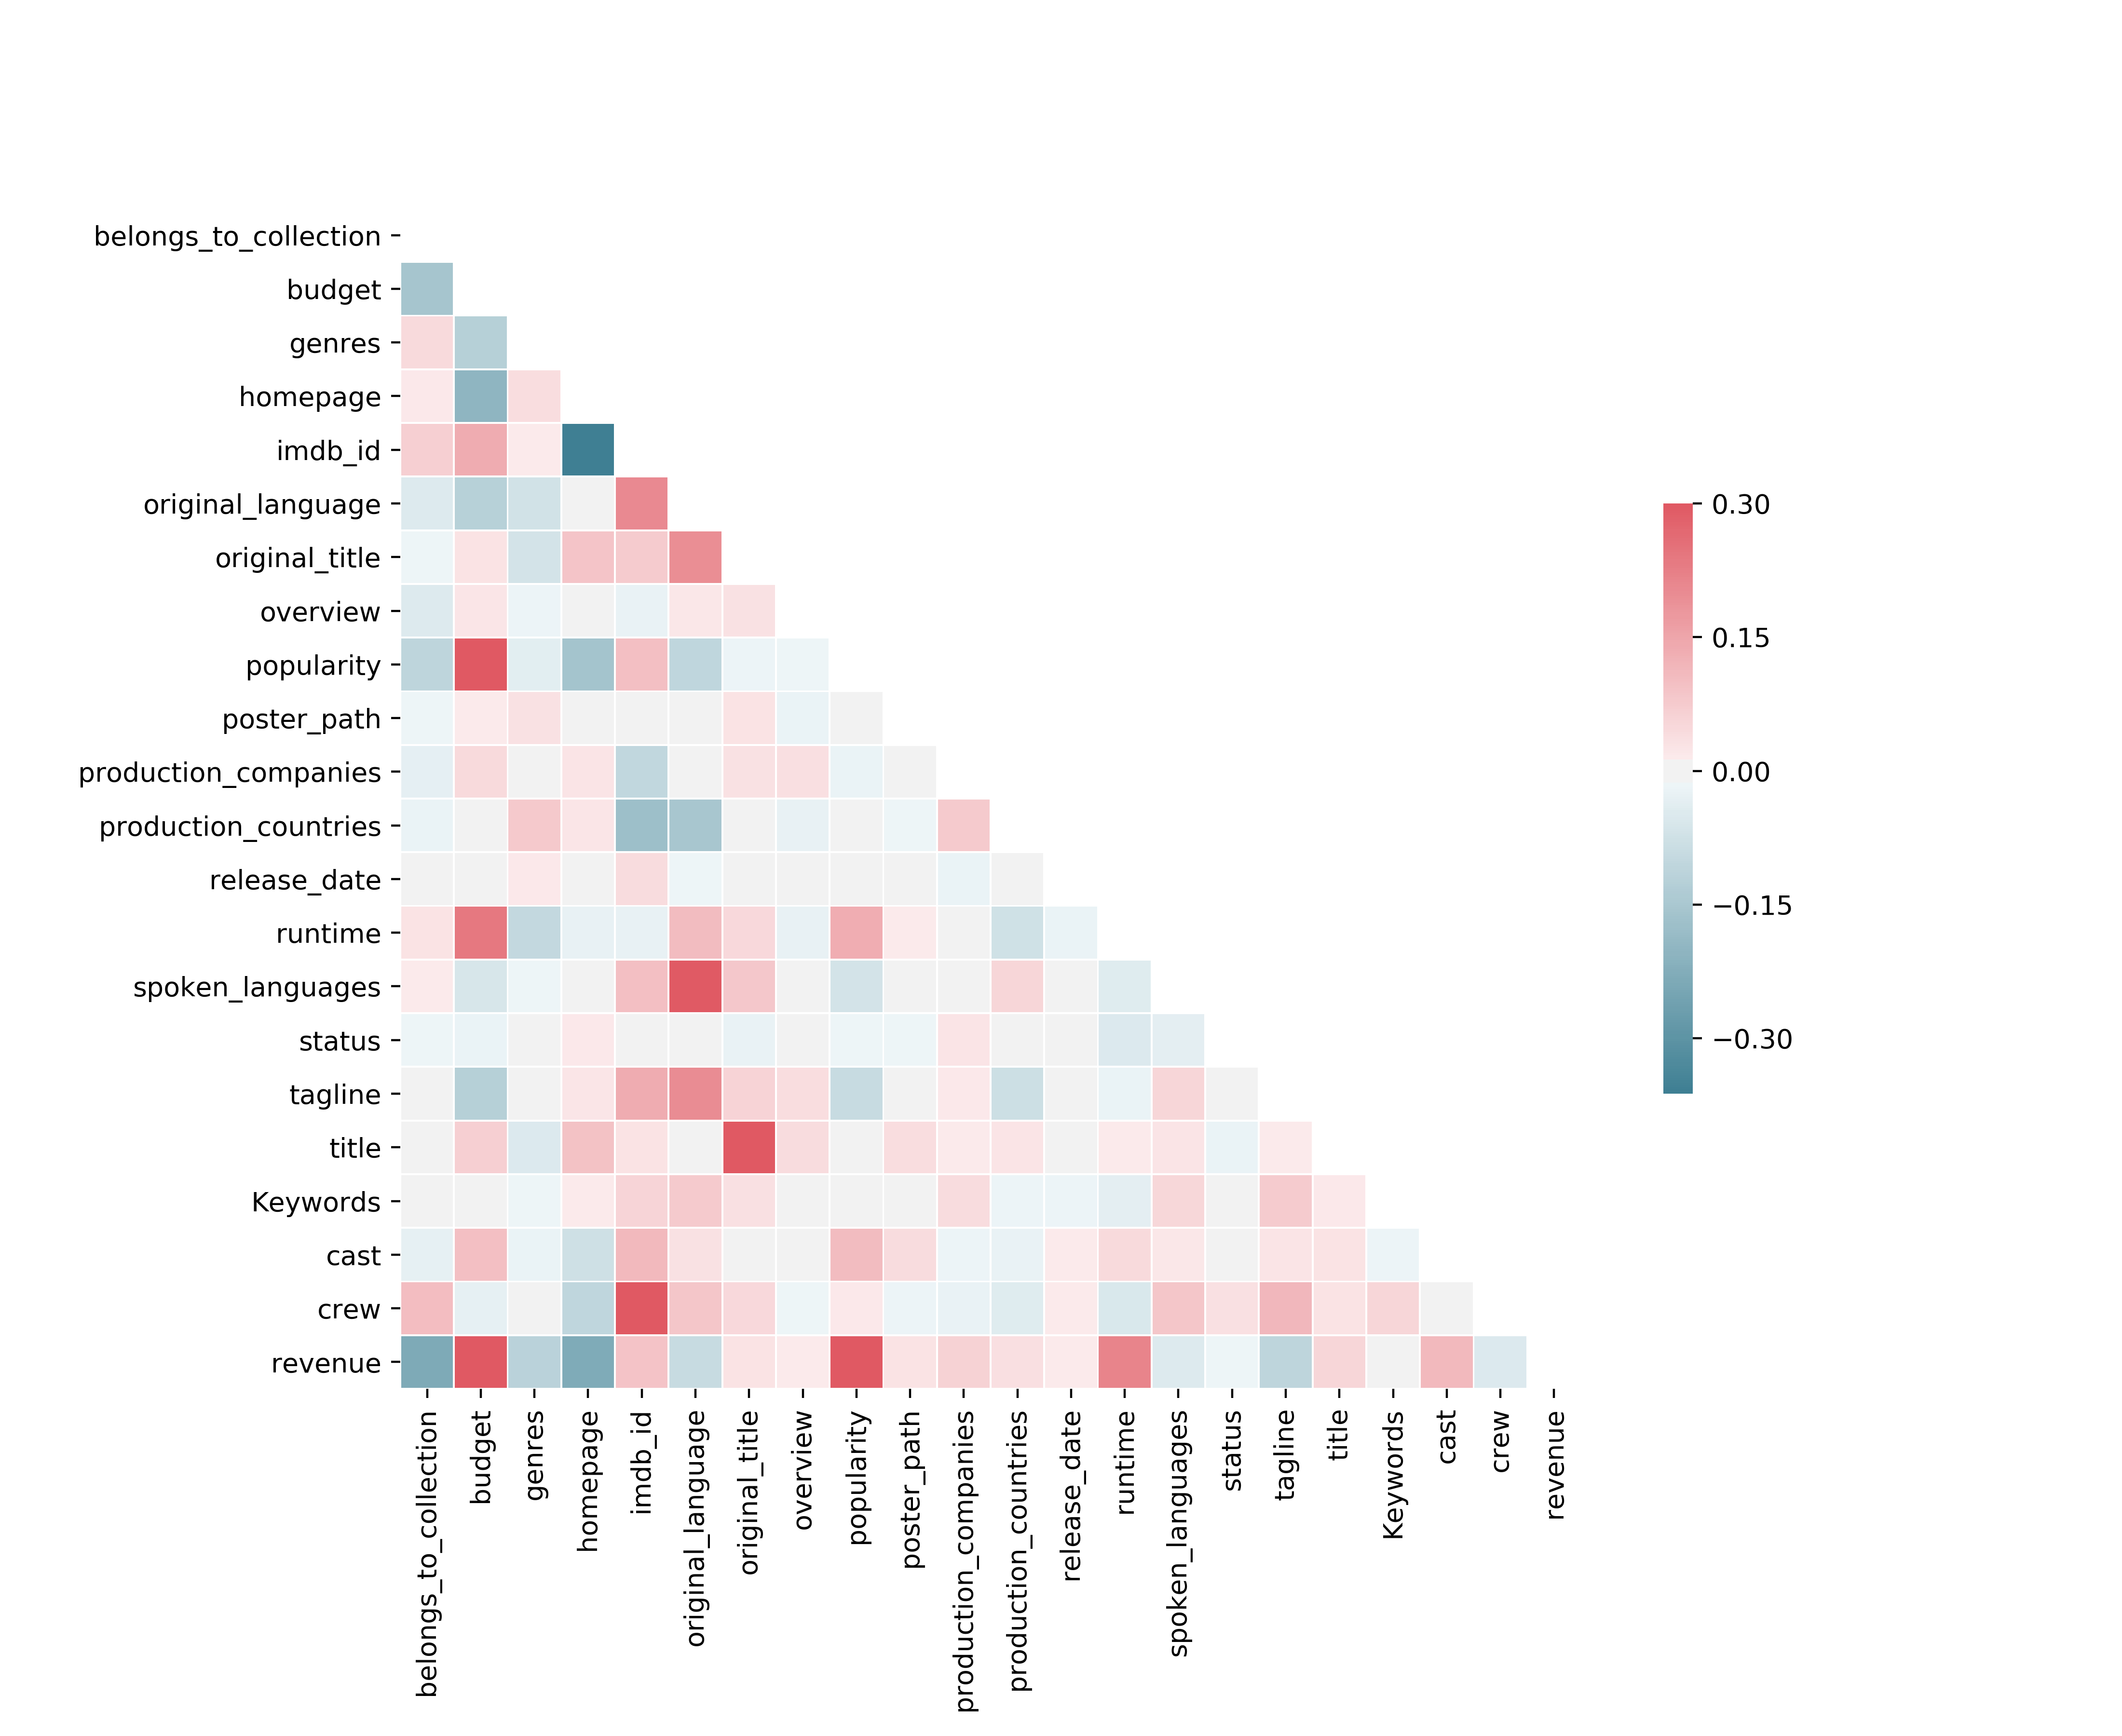 belongs_to_collection
budget
genres
homepage
imdb_id
original_language
original_title
overview
popularity
poster_path
production_companies
production_countries
release_date
runtime
spoken_languages
status
tagline
title
Keywords
cast
crew
revenue
belongs_to_collection
budget
genres
homepage
imdb_id
original_language
original_title
overview
popularity
poster_path
production_companies
production_countries
release_date
runtime
spoken_languages
status
tagline
title
Keywords
cast
crew
revenue
0.30
0.15
0.00
−0.15
−0.30